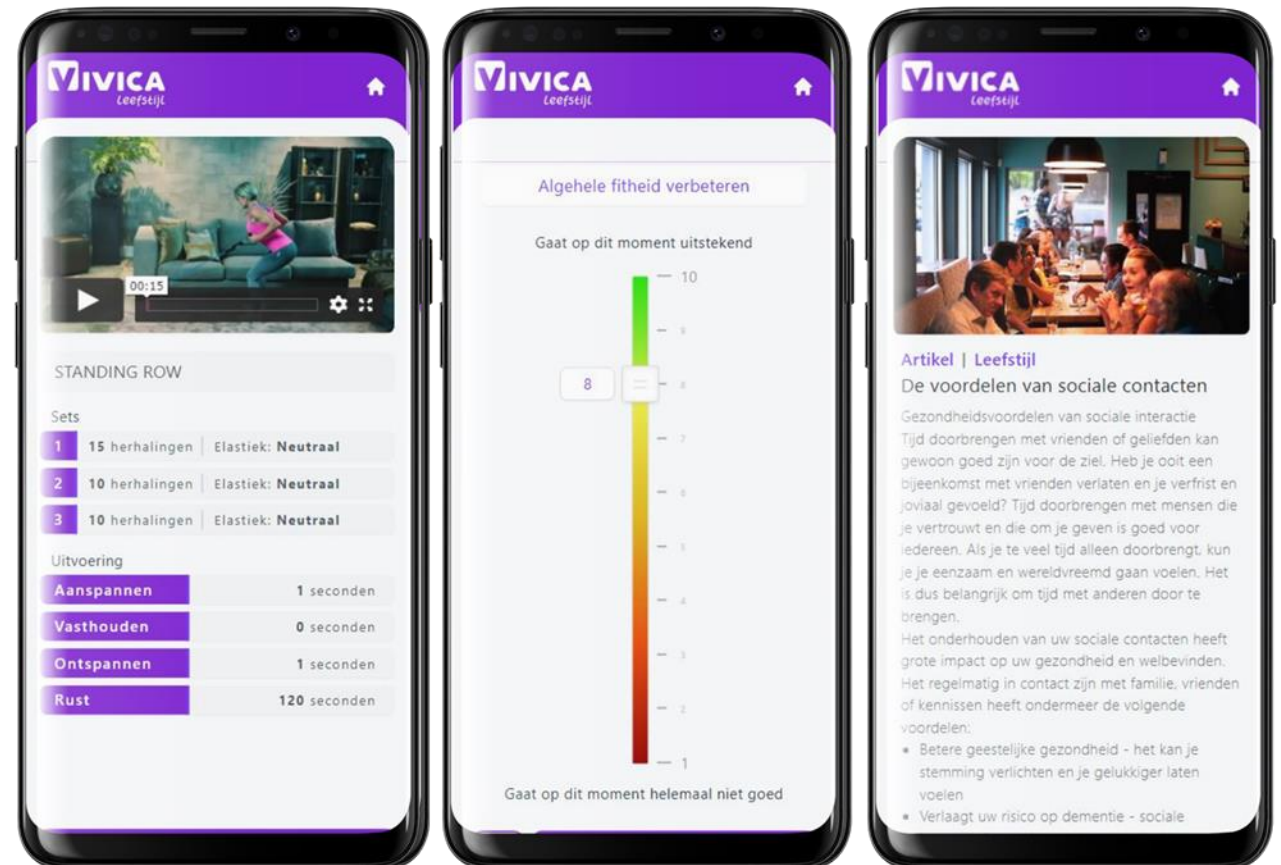 VIVICA
Leefstijl
00:15
STANDING ROW
Sets
1 15 herhalingen | Elastiek: Neutraal
2 10 herhalingen | Elastiek: Neutraal
3 10 herhalingen | Elastiek: Neutraal
Uitvoering
Aanspannen 1 seconden
Vasthouden 0 seconden
Ontspannen 1 seconden
Rust 120 seconden
VIVICA
Leefstijl
Algehele fitheid verbeteren
Gaat op dit moment uitstekend
10
9
8 8
7
6
5
4
3
2
1
Gaat op dit moment helemaal niet goed
VIVICA
Leefstijl
Artikel | Leefstijl
De voordelen van sociale contacten
Gezondheidsvoordelen van sociale interactie
Tijd doorbrengen met vrienden of geliefden kan
gewoon goed zijn voor de ziel. Heb je ooit een
bijeenkomst met vrienden verlaten en je verfrist en
joviaal gevoeld? Tijd doorbrengen met mensen die
je vertrouwt en die om je geven is goed voor
iedereen. Als je te veel tijd alleen doorbrengt, kun
je je eenzaam en wereldvreemd gaan voelen. Het
is dus belangrijk om tijd met anderen door te
brengen.
Het onderhouden van uw sociale contacten heeft
grote impact op uw gezondheid en welbevinden.
Het regelmatig in contact zijn met familie, vrienden
of kennissen heeft ondermeer de volgende
voordelen:
• Betere geestelijke gezondheid - het kan je
stemming verlichten en je gelukkiger laten
voelen
• Verlaagt uw risico op dementie - sociale